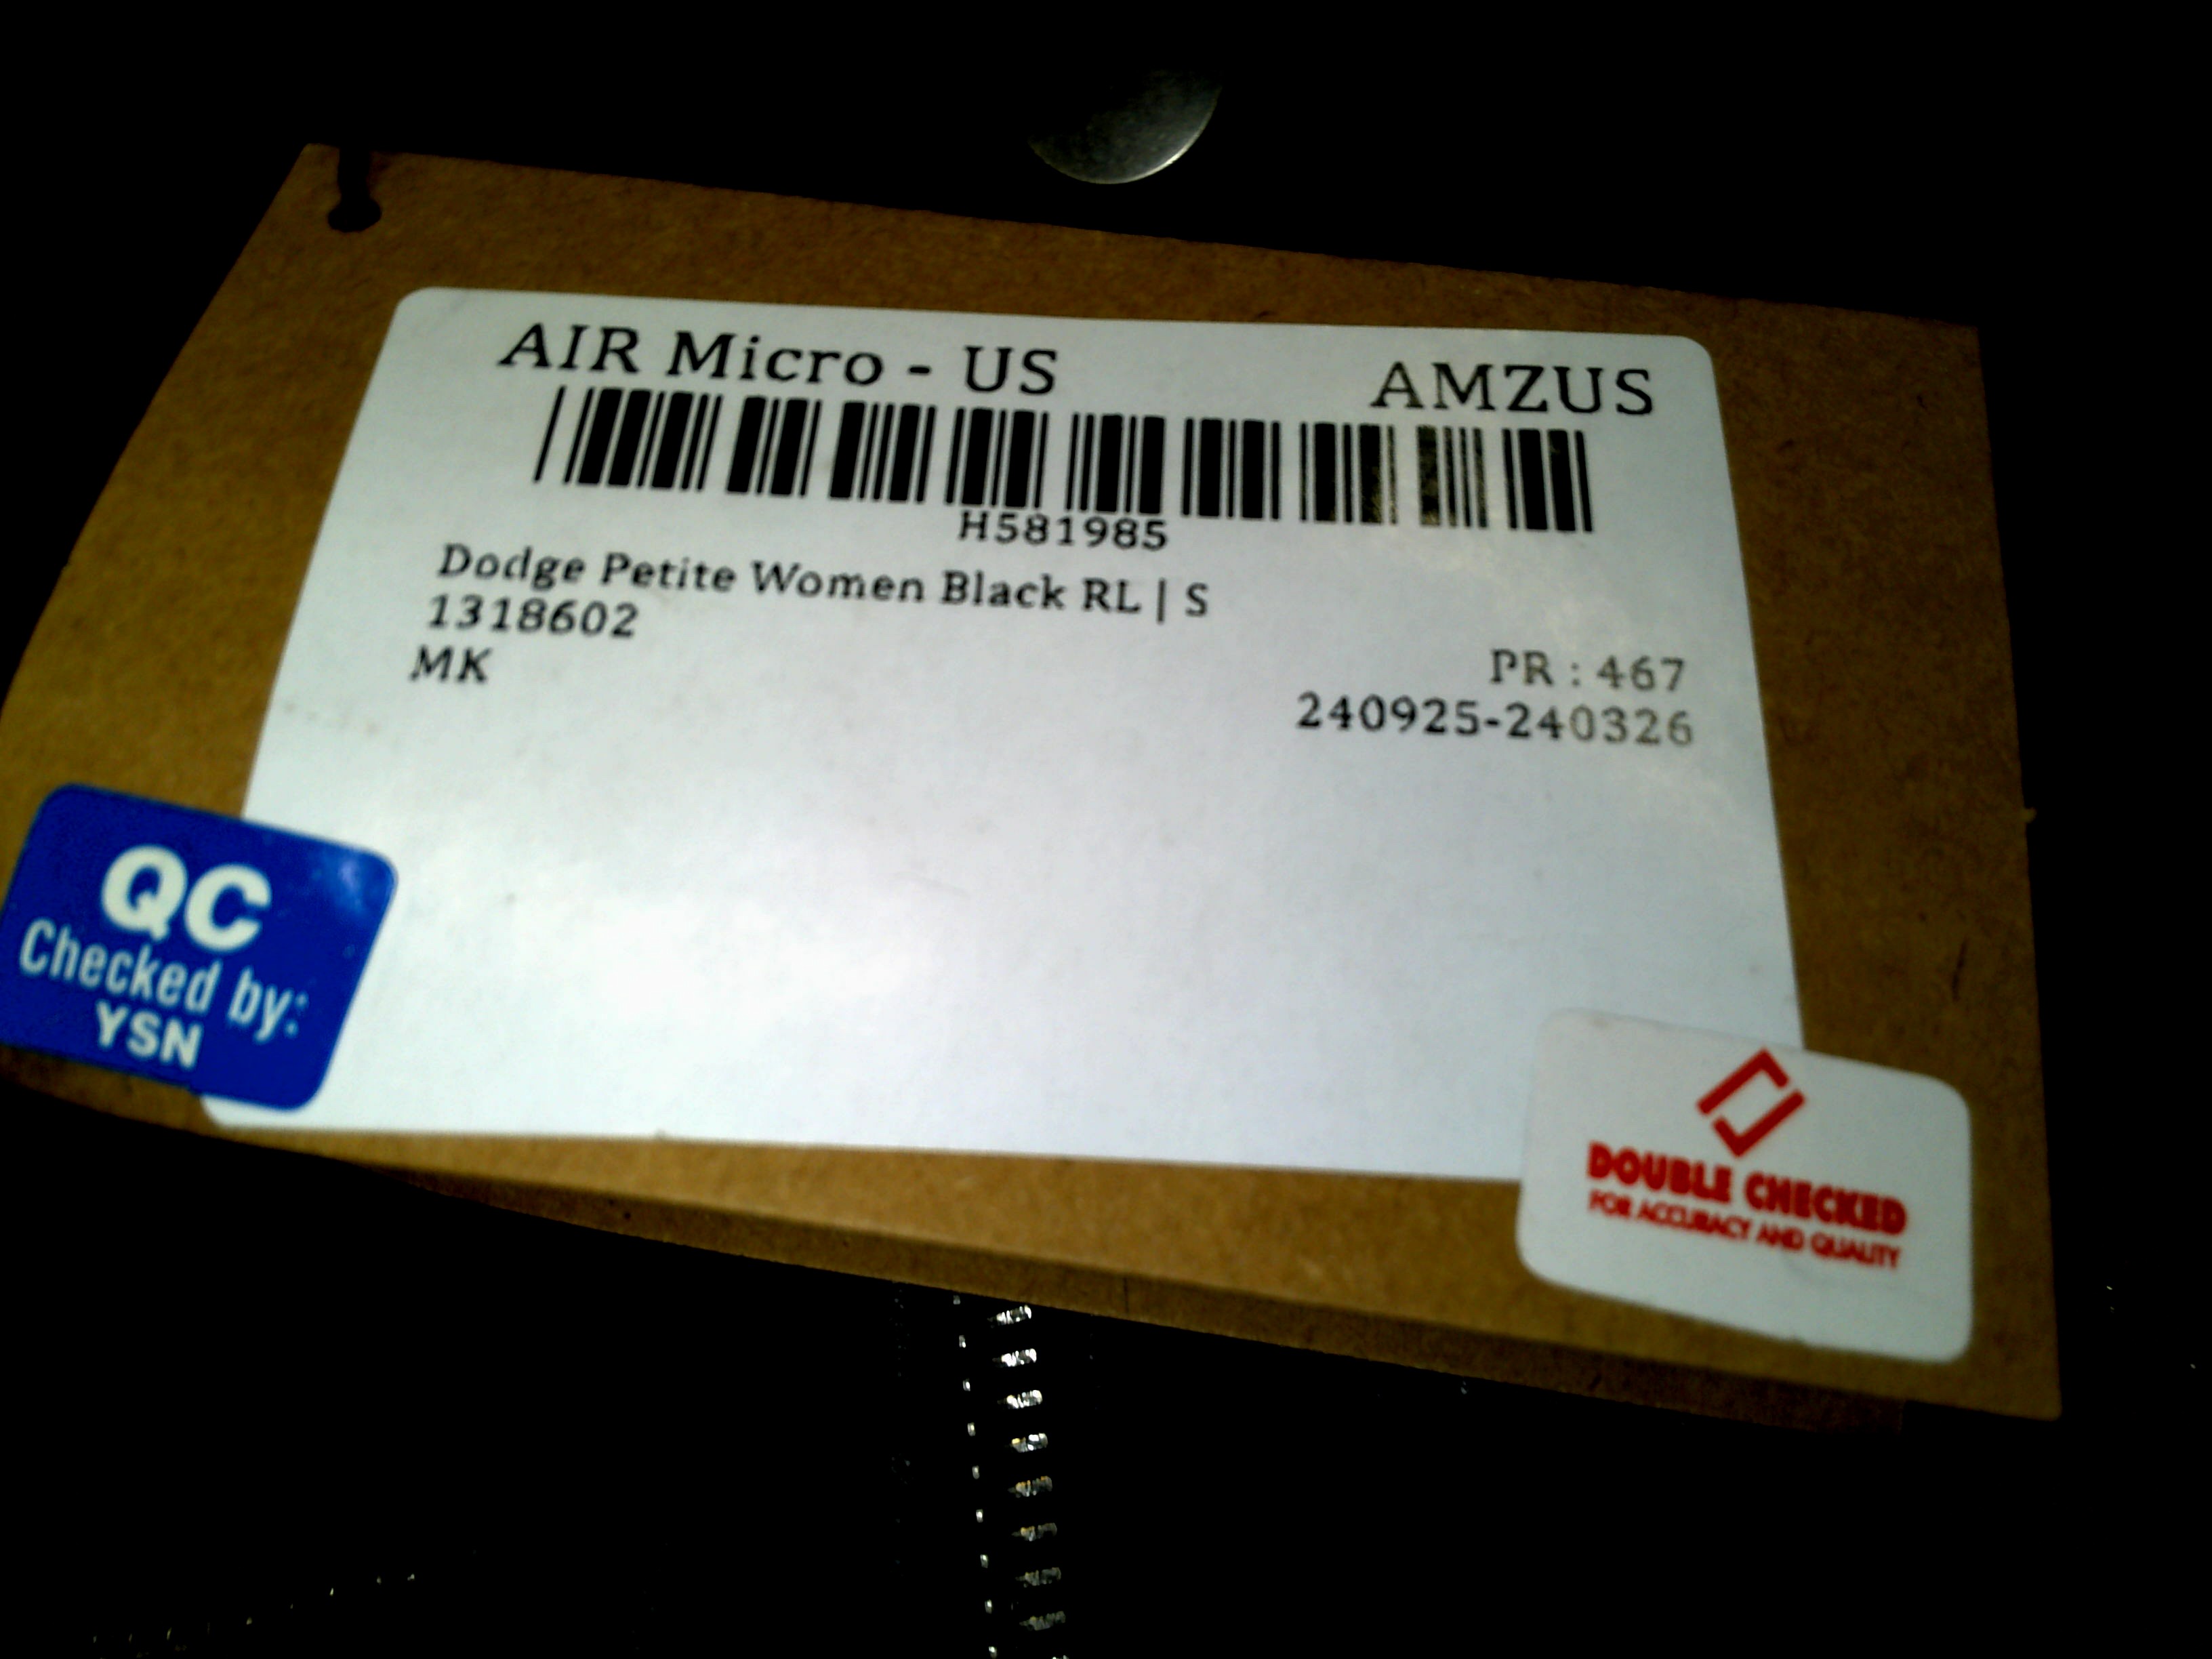 AIR Micro - US AMZUS
H581985
Dodge Petite Women Black RL | S
1318602
MK
PR : 467
240925-240326
QC
Checked by:
YSN
DOUBLE CHECKED
FOR ACCURACY AND QUALITY